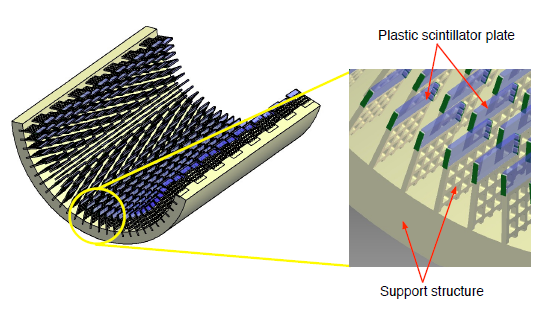 Plastic scintillator plate
Support structure